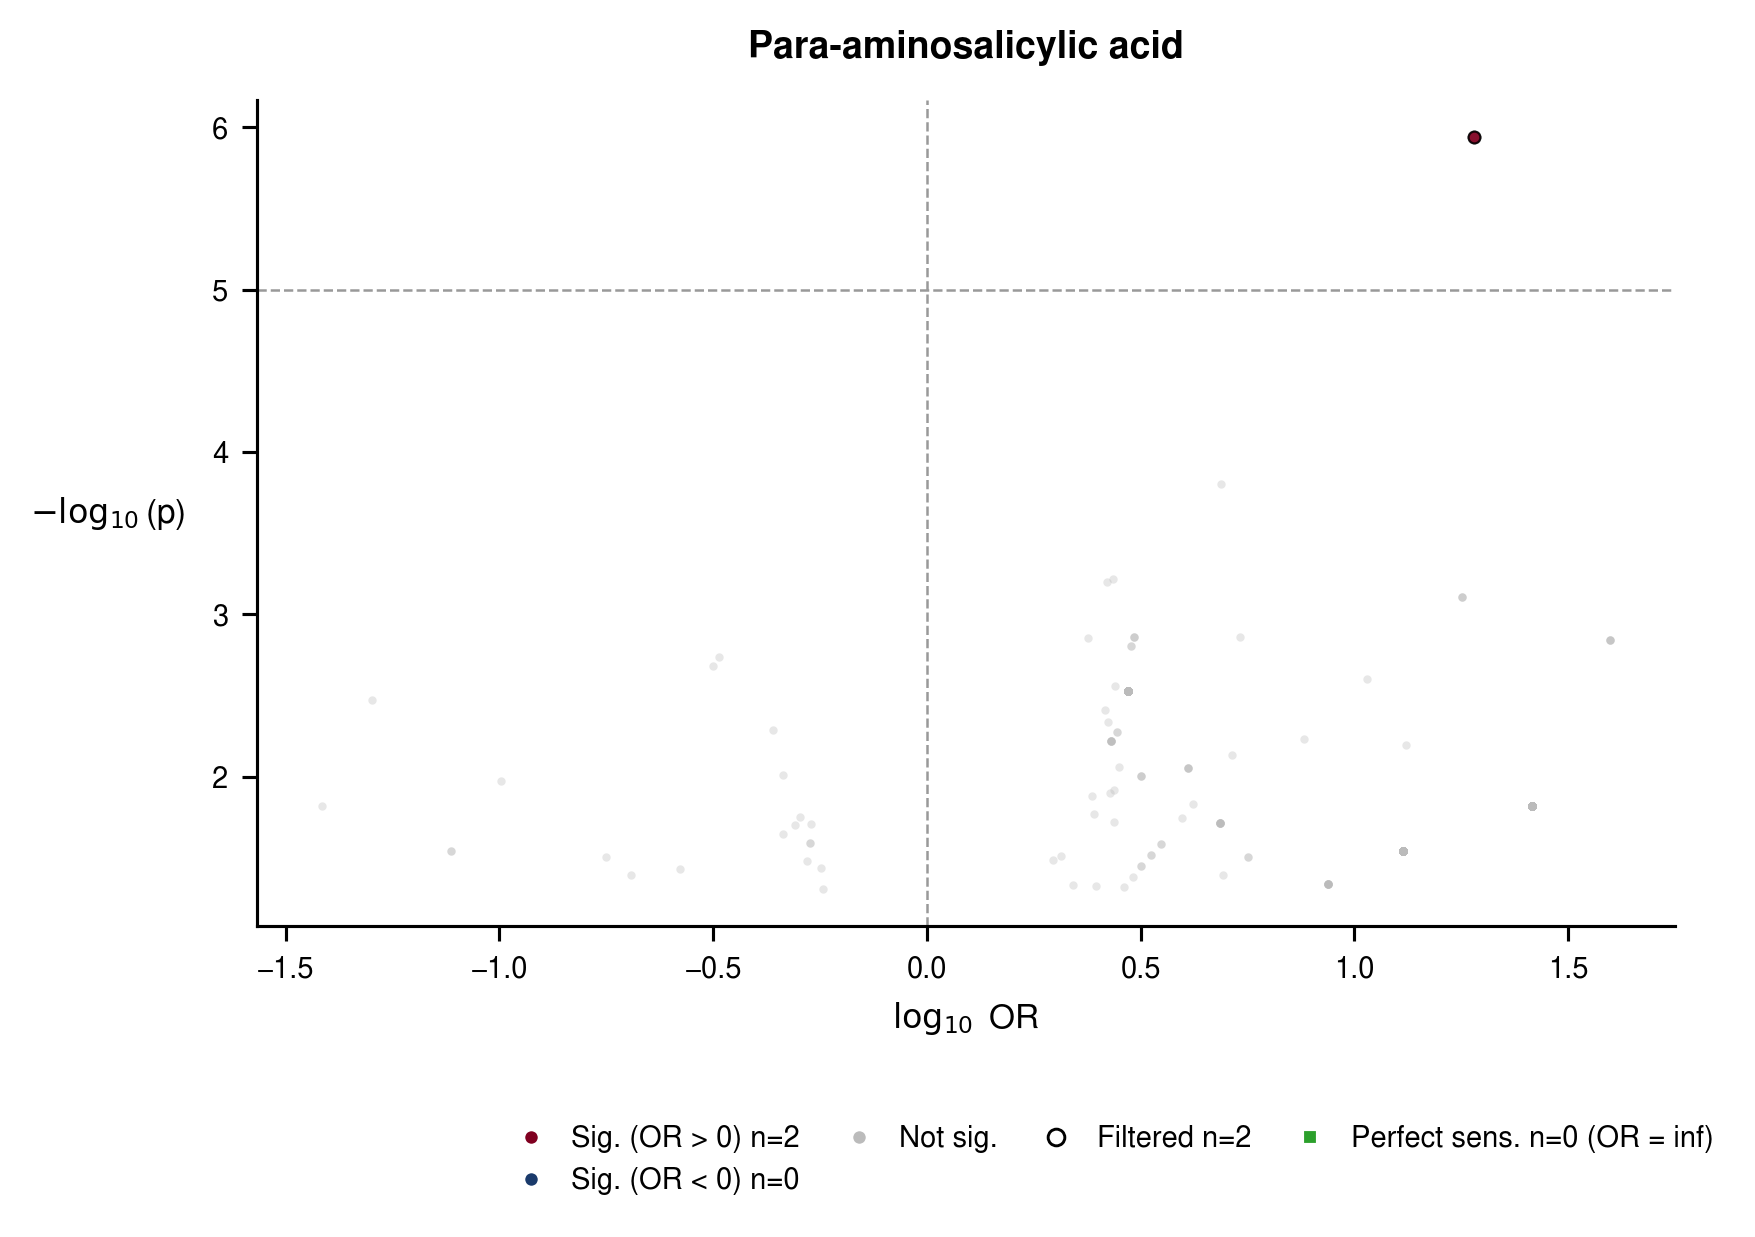 Para-aminosalicylic acid
6
5
4
3
2
−log10 (p)
−1.5 −1.0 −0.5 0.0 0.5 1.0 1.5
log10 OR
Sig. (OR > 0) n=2 Not sig. Filtered n=2 Perfect sens. n=0 (OR = inf)
Sig. (OR < 0) n=0